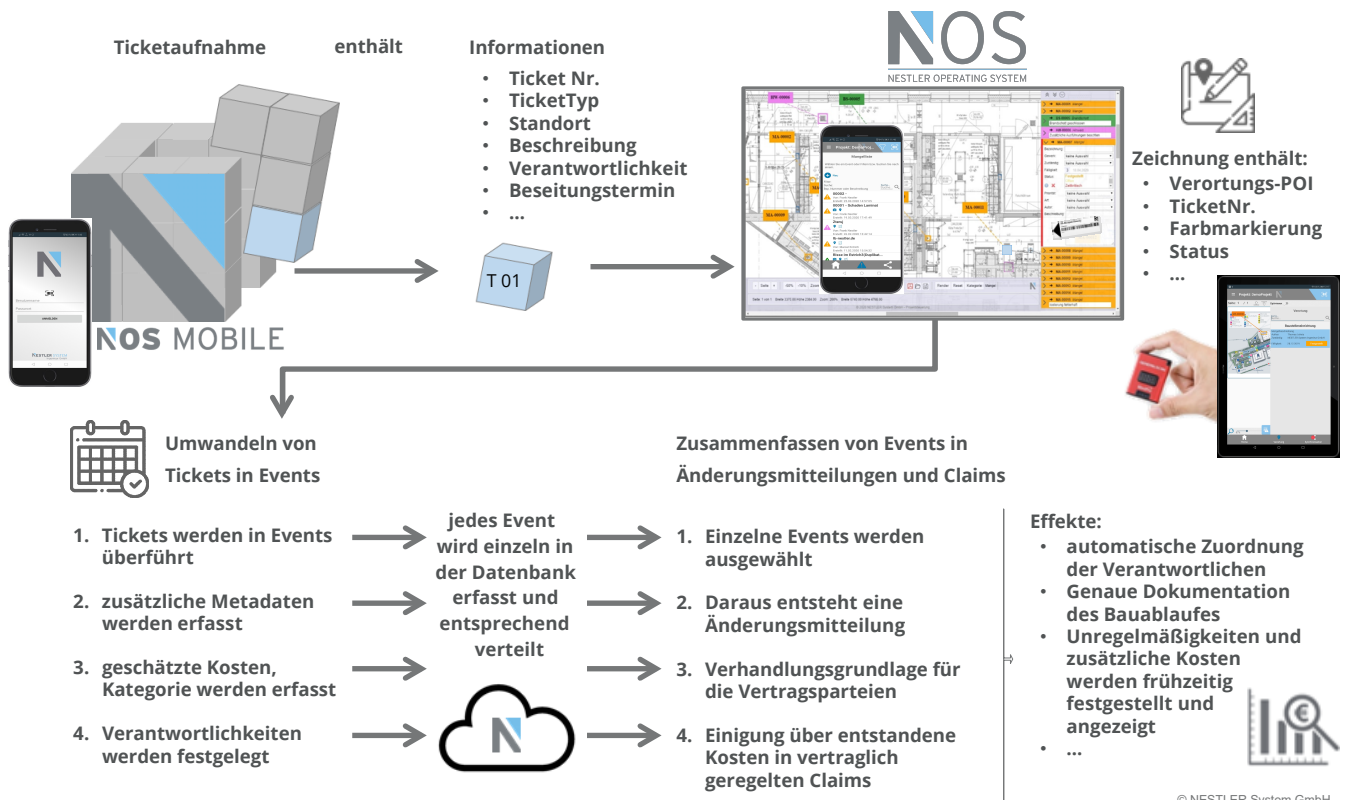 Ticketaufnahme
enthält
Informationen
• Ticket Nr.
• TicketTyp
• Standort
• Beschreibung
• Verantwortlichkeit
• Beseitungstermin
• ...
T 01
N
NOS MOBILE
NOS
NESTLER OPERATING SYSTEM
Zeichnung enthält:
• Verortungs-POI
• TicketNr.
• Farbmarkierung
• Status
• ...
Umwandeln von
Tickets in Events
1. Tickets werden in Events
überführt
2. zusätzliche Metadaten
werden erfasst
3. geschätzte Kosten,
Kategorie werden erfasst
4. Verantwortlichkeiten
werden festgelegt
jedes Event
wird einzeln in
der Datenbank
erfasst und
entsprechend
verteilt
N
Zusammenfassen von Events in
Änderungsmitteilungen und Claims
1. Einzelne Events werden
ausgewählt
2. Daraus entsteht eine
Änderungsmitteilung
3. Verhandlungsgrundlage für
die Vertragsparteien
4. Einigung über entstandene
Kosten in vertraglich
geregelten Claims
Effekte:
• automatische Zuordnung
der Verantwortlichen
• Genaue Dokumentation
des Bauablaufes
• Unregelmäßigkeiten und
zusätzliche Kosten
werden frühzeitig
festgestellt und
angezeigt
• ...
€
© NESTLER System GmbH